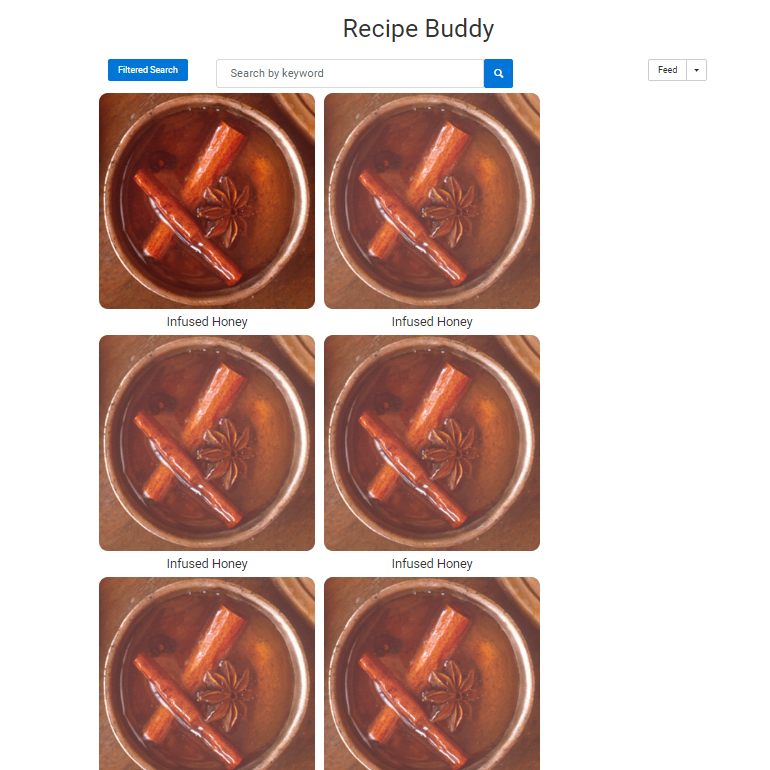 Recipe Buddy
Filtered Search
Search by keyword
Feed
Infused Honey
Infused Honey
Infused Honey
Infused Honey